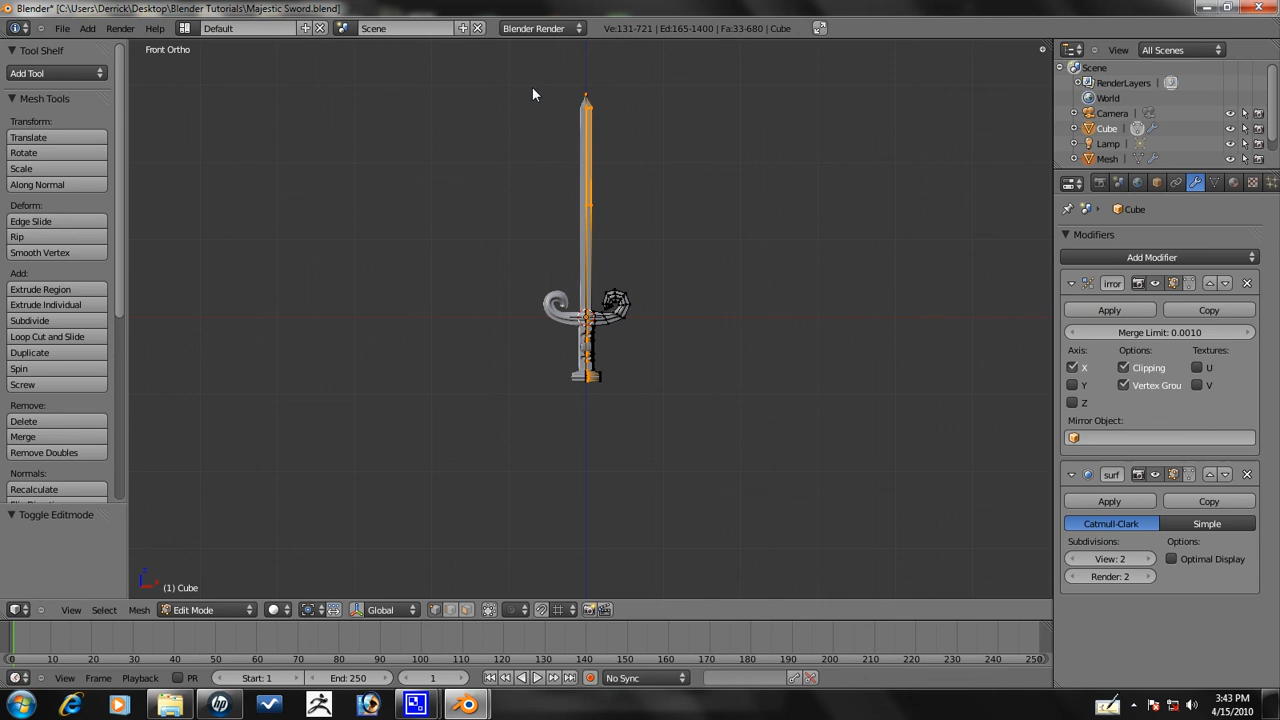 Blender* [C:\Users\Derrick\Desktop\Blender Tutorials\Majestic Sword.blend]
File Add Render Help Default Scene Blender Render Ve:131-721 | Ed:165-1400 | Fa:33-680 | Cube
Tool Shelf
Add Tool
Mesh Tools
Transform:
Translate
Rotate
Scale
Along Normal
Deform:
Edge Slide
Rip
Smooth Vertex
Add:
Extrude Region
Extrude Individual
Subdivide
Loop Cut and Slide
Duplicate
Spin
Screw
Remove:
Delete
Merge
Remove Doubles
Normals:
Recalculate
Toggle Editmode
Front Ortho
(1) Cube
View Select Mesh Edit Mode Global
View All Scenes
Scene
RenderLayers
World
Camera
Cube
Lamp
Mesh
Cube
Modifiers
Add Modifier
irror
Apply Copy
Merge Limit: 0.0010
Axis: Options: Textures:
X Clipping U
Y Vertex Grou V
Z
Mirror Object:
surf
Apply Copy
Catmull-Clark Simple
Subdivisions: Options:
View: 2 Optimal Display
Render: 2
0 10 20 30 40 50 60 70 80 90 100 110 120 130 140 150 160 170 180 190 200 210 220 230 240 250
View Frame Playback PR Start: 1 End: 250 1 No Sync
3:43 PM
4/15/2010